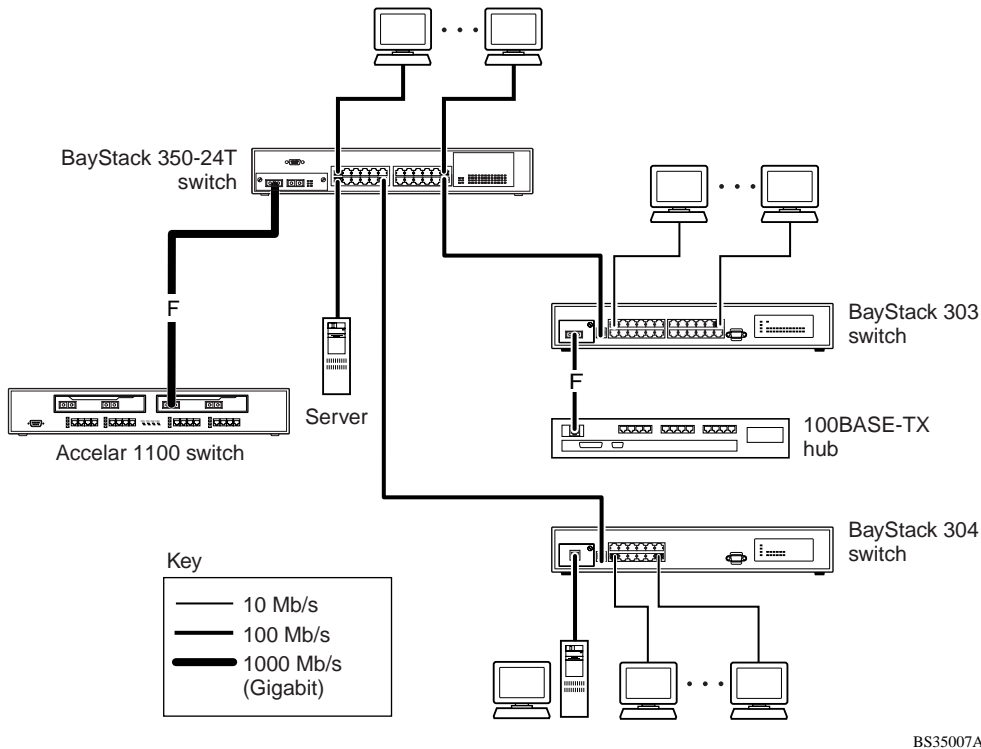 BayStack 350-24T
switch
F
Accelar 1100 switch
Server
BayStack 303
switch
F
100BASE-TX
hub
BayStack 304
switch
Key
10 Mb/s
100 Mb/s
1000 Mb/s
(Gigabit)
BS35007A